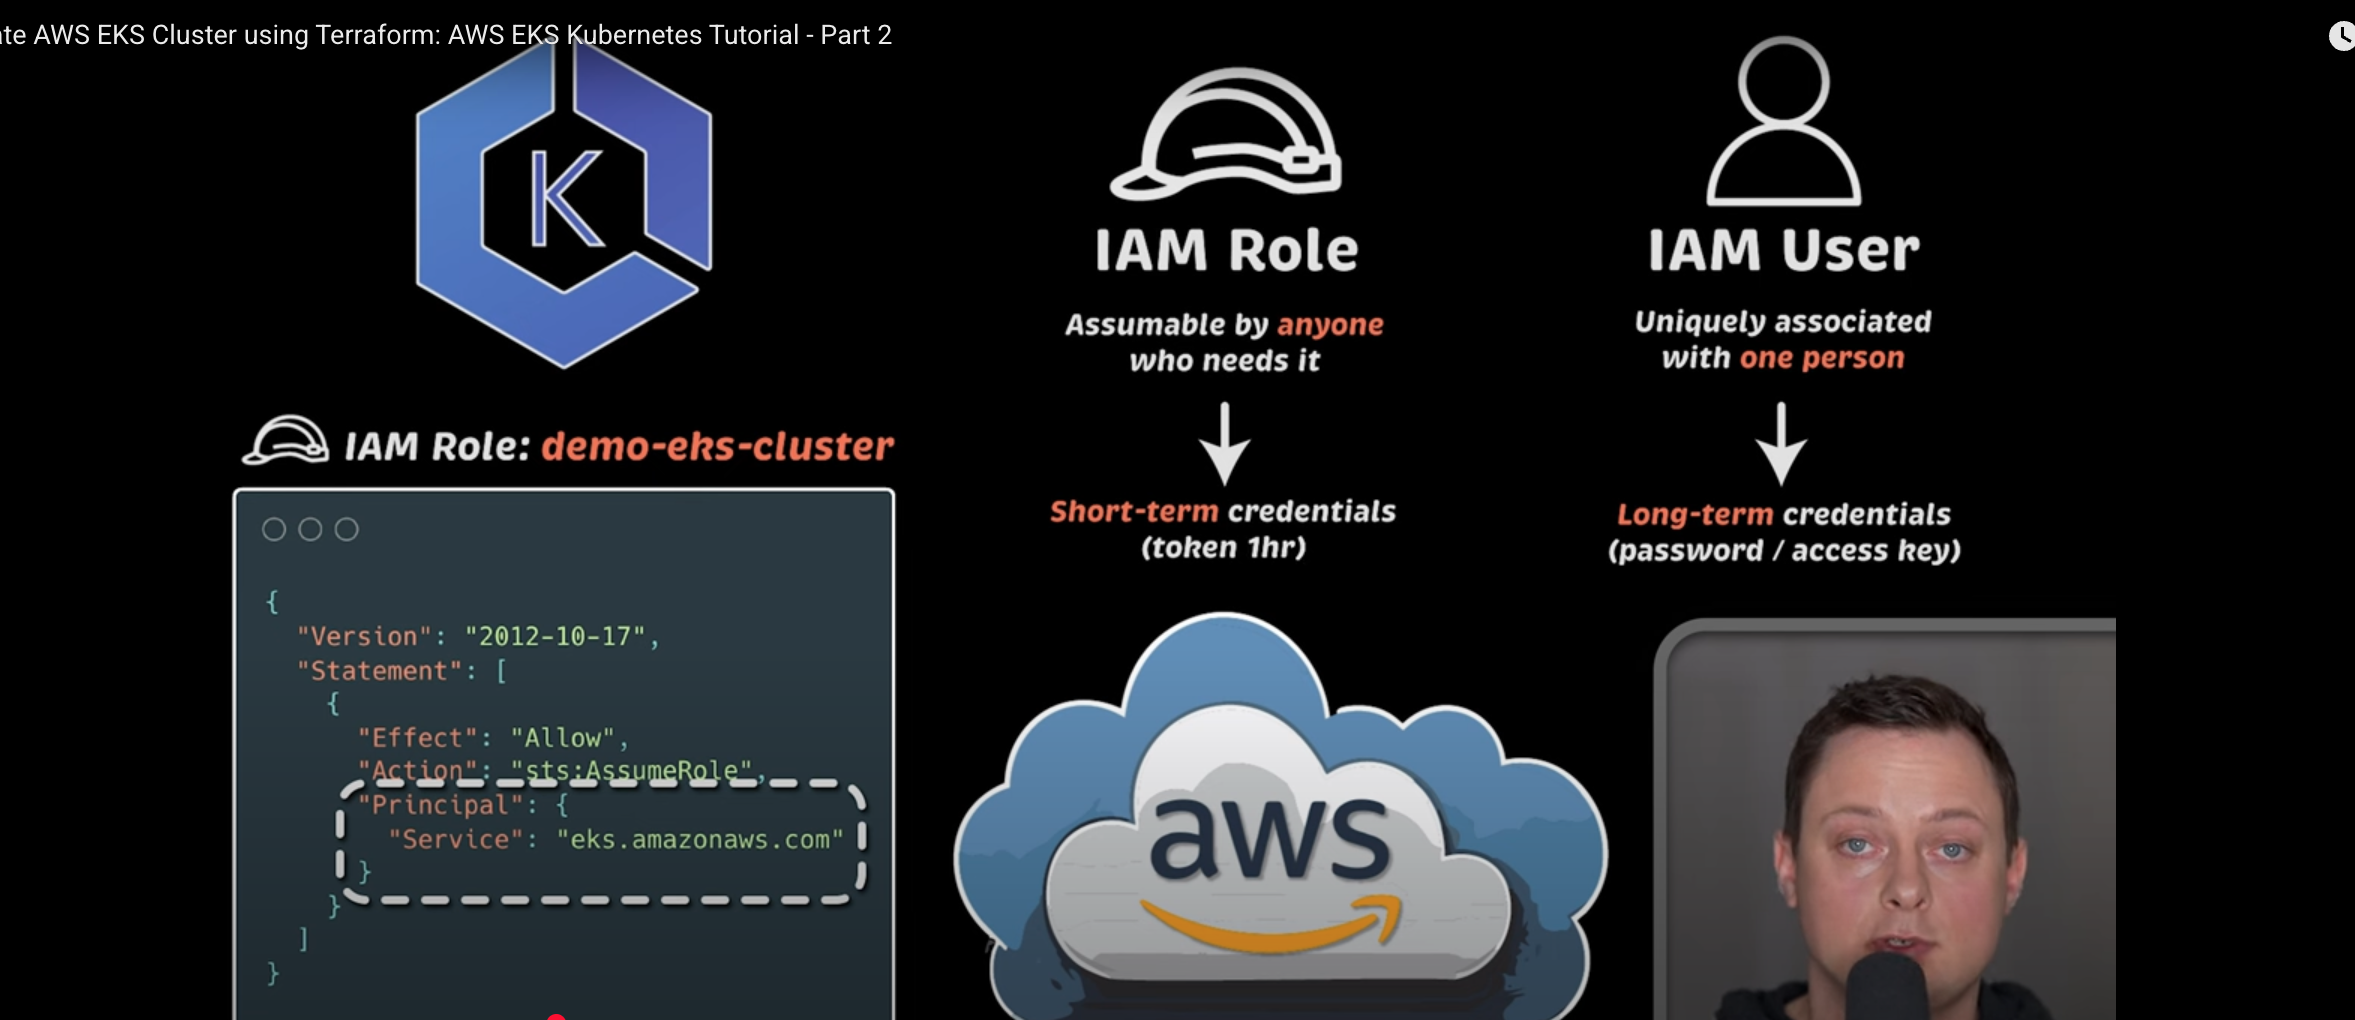 ate AWS EKS Cluster using Terraform: AWS EKS Kubernetes Tutorial - Part 2
K
IAM Role: demo-eks-cluster
{
"Version": "2012-10-17",
"Statement": [
{
"Effect": "Allow",
"Action": "sts:AssumeRole",
"Principal": {
"Service": "eks.amazonaws.com"
}
}
]
}
IAM Role
Assumable by anyone
who needs it
Short-term credentials
(token 1hr)
IAM User
Uniquely associated
with one person
Long-term credentials
(password / access key)
aws